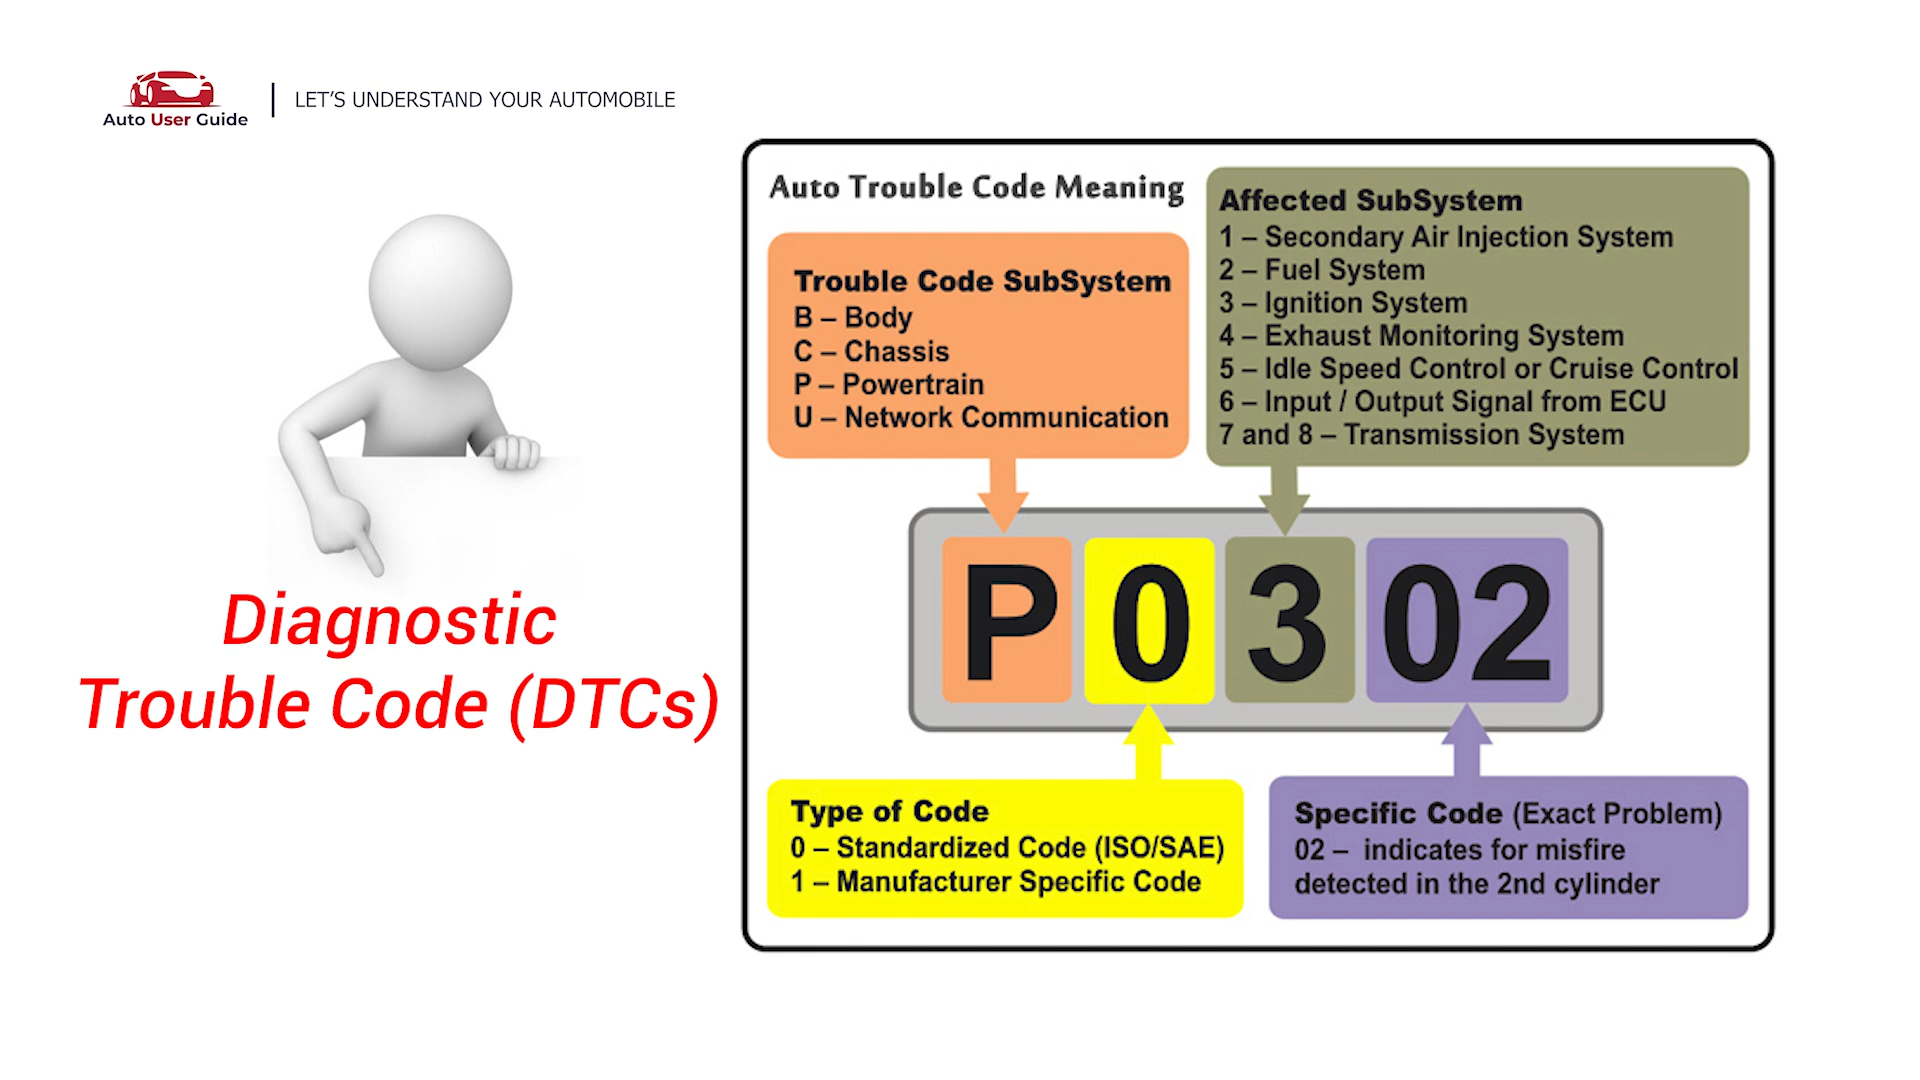 Auto User Guide
LET'S UNDERSTAND YOUR AUTOMOBILE
Diagnostic
Trouble Code (DTCs)
Auto Trouble Code Meaning
Trouble Code SubSystem
B – Body
C – Chassis
P – Powertrain
U – Network Communication
Affected SubSystem
1 – Secondary Air Injection System
2 – Fuel System
3 – Ignition System
4 – Exhaust Monitoring System
5 – Idle Speed Control or Cruise Control
6 – Input / Output Signal from ECU
7 and 8 – Transmission System
P 0 3 02
Type of Code
0 – Standardized Code (ISO/SAE)
1 – Manufacturer Specific Code
Specific Code (Exact Problem)
02 – indicates for misfire
detected in the 2nd cylinder